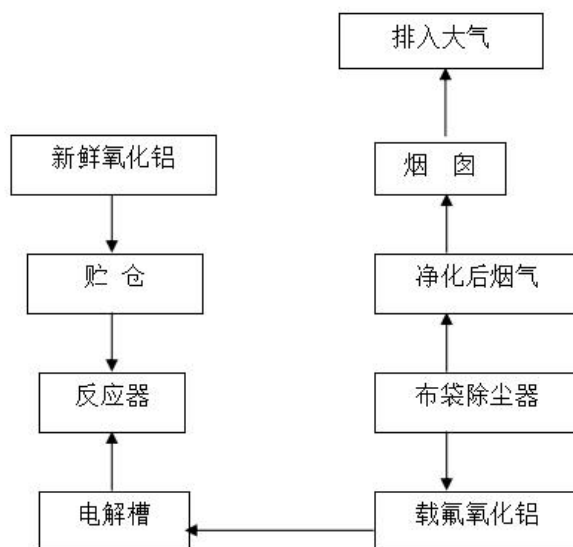 排入大气
新鲜氧化铝
烟 囱
贮 仓
净化后烟气
反应器
布袋除尘器
电解槽
载氟氧化铝